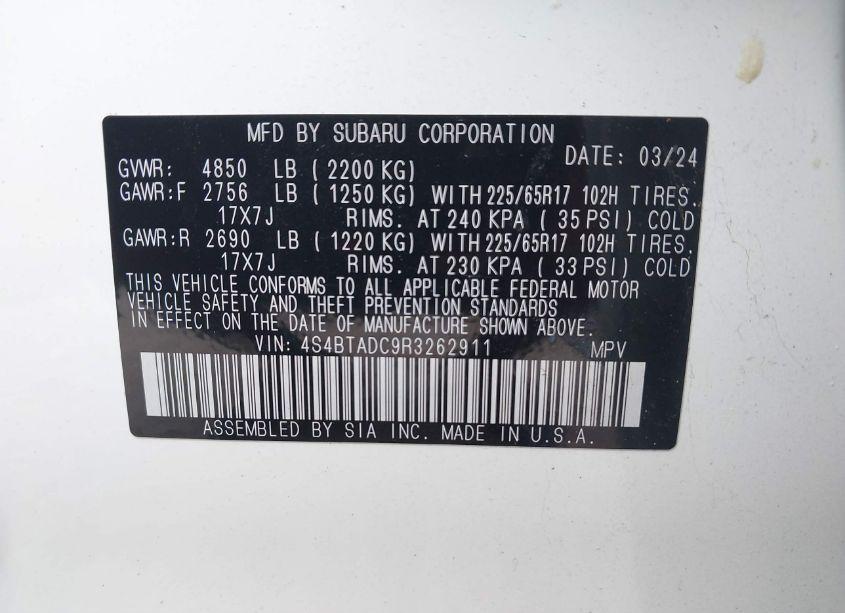 MFD BY SUBARU CORPORATION
DATE: 03/24
GVWR: 4850 LB ( 2200 KG)
GAWR:F 2756 LB ( 1250 KG) WITH 225/65R17 102H TIRES.
17X7J RIMS. AT 240 KPA ( 35 PSI) COLD
GAWR:R 2690 LB ( 1220 KG) WITH 225/65R17 102H TIRES.
17X7J RIMS. AT 230 KPA ( 33 PSI) COLD
THIS VEHICLE CONFORMS TO ALL APPLICABLE FEDERAL MOTOR
VEHICLE SAFETY AND THEFT PREVENTION STANDARDS
IN EFFECT ON THE DATE OF MANUFACTURE SHOWN ABOVE.
VIN: 4S4BTADC9R3262911 MPV
ASSEMBLED BY SIA INC. MADE IN U.S.A.